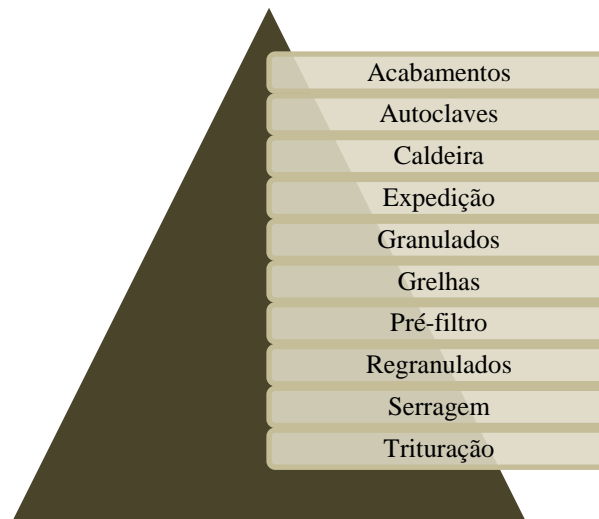 Acabamentos
Autoclaves
Caldeira
Expedição
Granulados
Grelhas
Pré-filtro
Regranulados
Serragem
Trituração